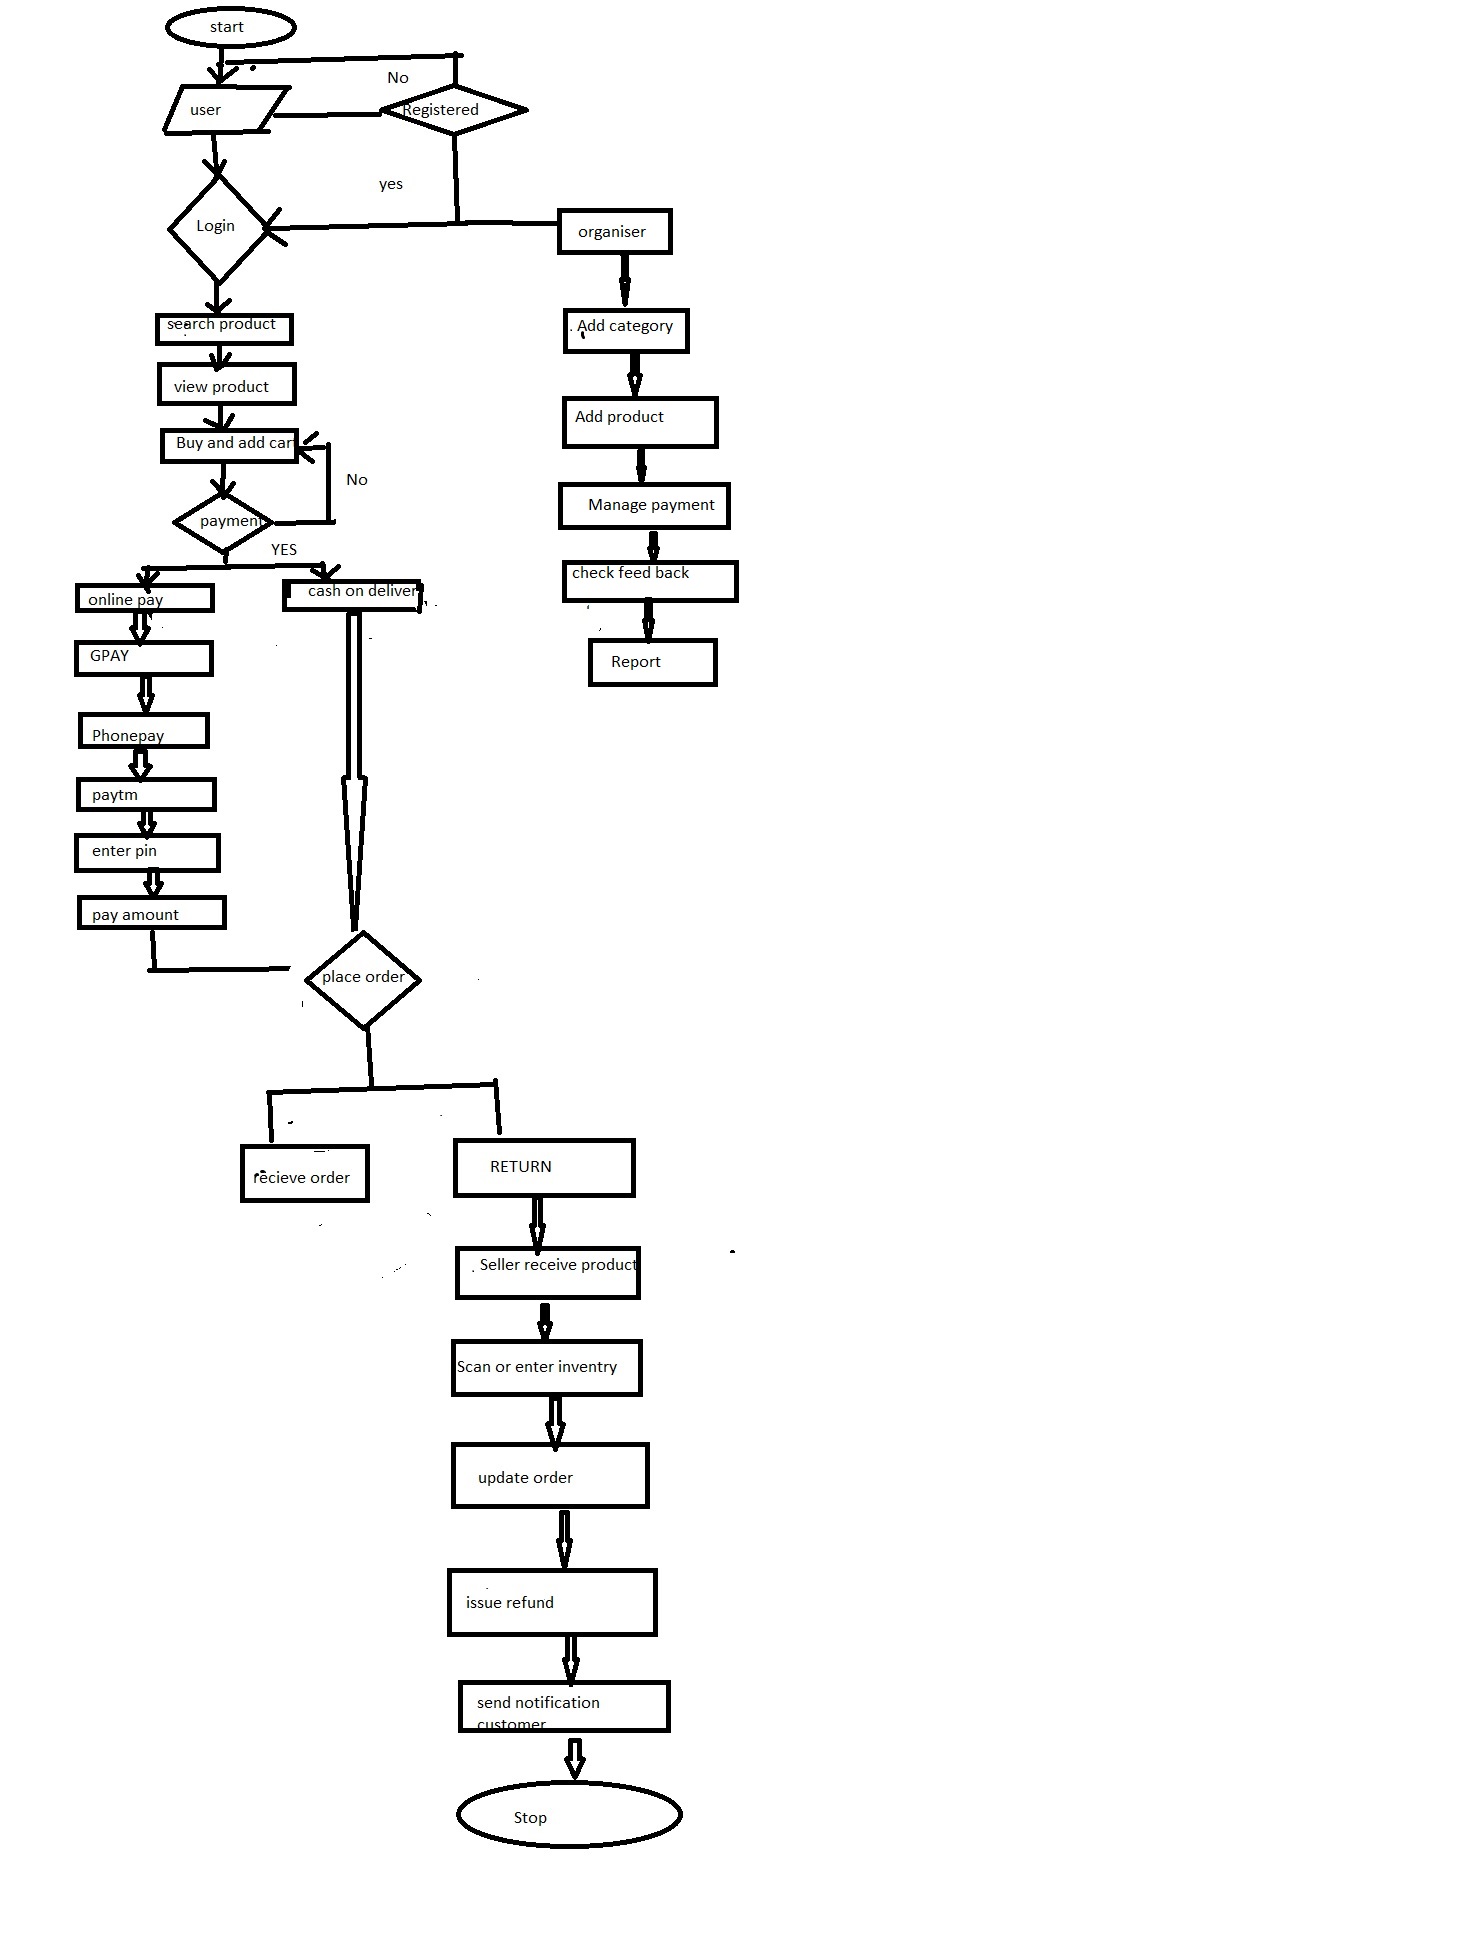 start
No
user
Registered
yes
Login
organiser
search product
Add category
view product
Add product
Buy and add cart
No
Manage payment
payment
YES
check feed back
online pay
cash on deliver
GPAY
Report
Phonepay
paytm
enter pin
pay amount
place order
RETURN
recieve order
Seller receive product
Scan or enter inventry
update order
issue refund
send notification
customer
Stop